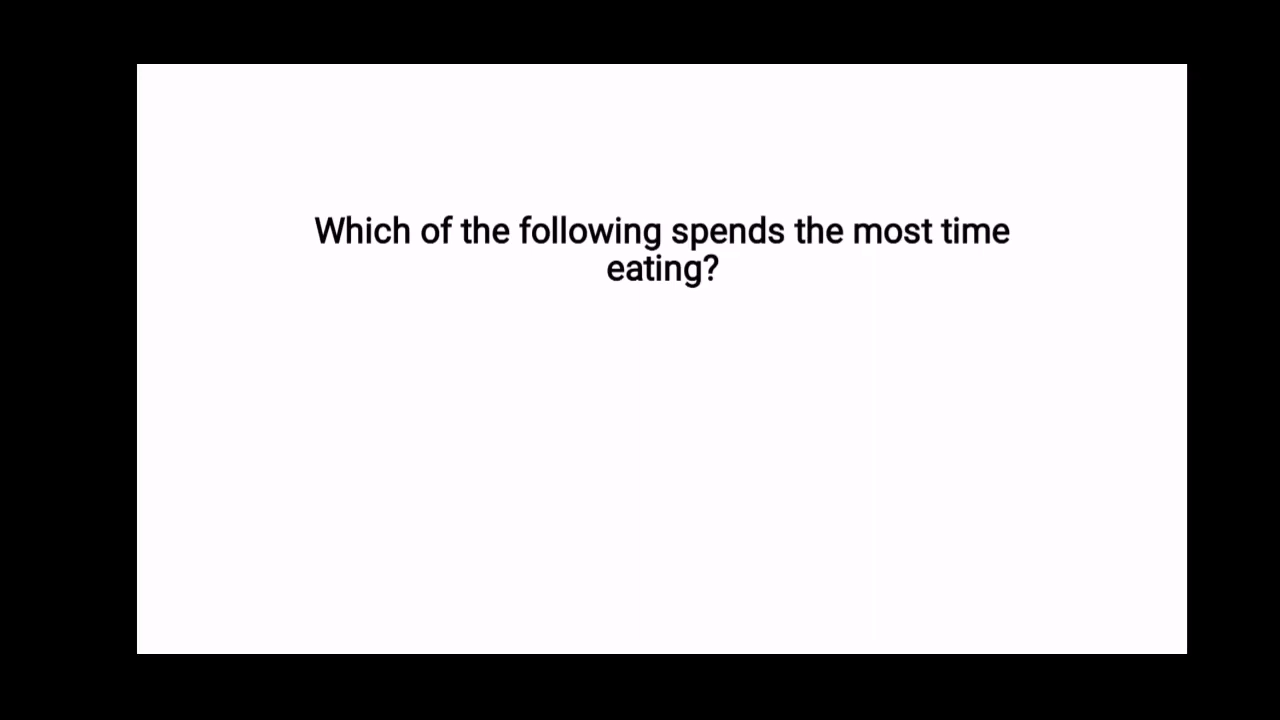 Which of the following spends the most time
eating?